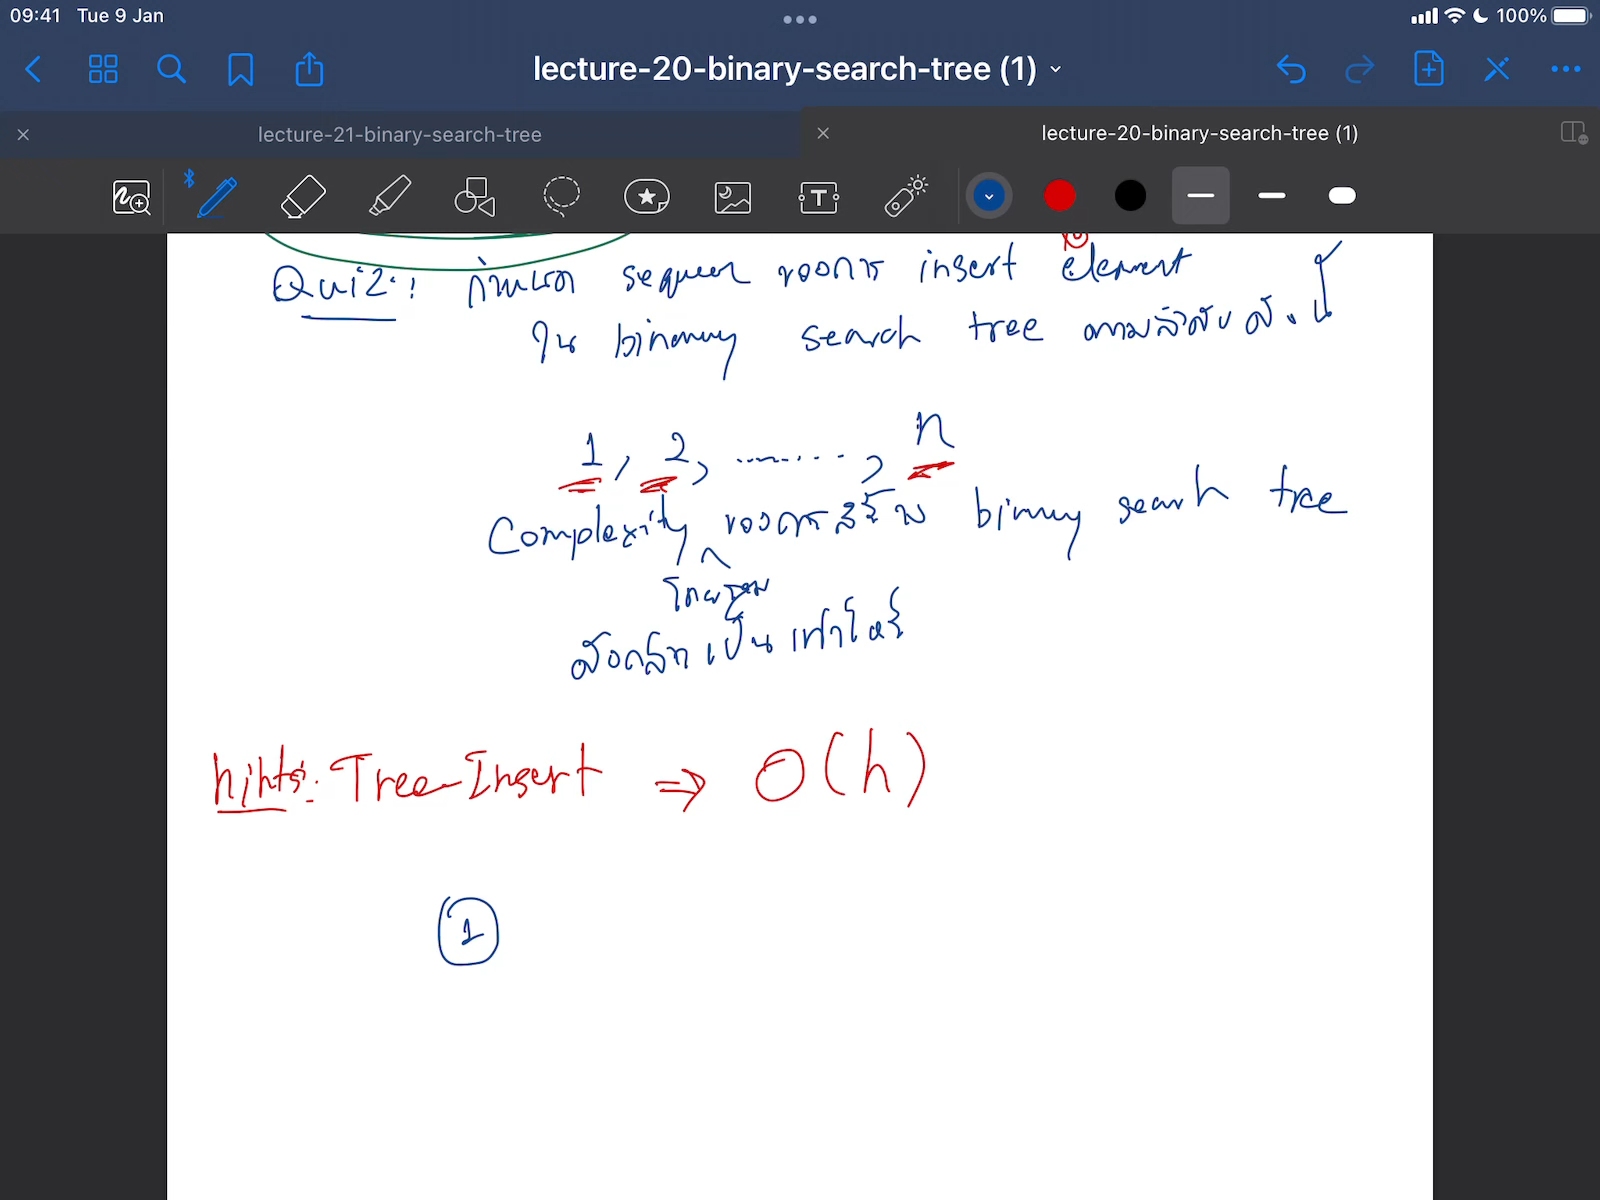 09:41 Tue 9 Jan 100%
lecture-20-binary-search-tree (1)
lecture-21-binary-search-tree lecture-20-binary-search-tree (1)
Quiz: กำหนด sequence ของการ insert element
ใน binary search tree ตามลำดับดังนี้
1, 2, ........, n
Complexity ของการสร้าง binary search tree
โดยรวม
เป็นเท่าไหร่
hints: Tree-Insert ⇒ O(h)
1